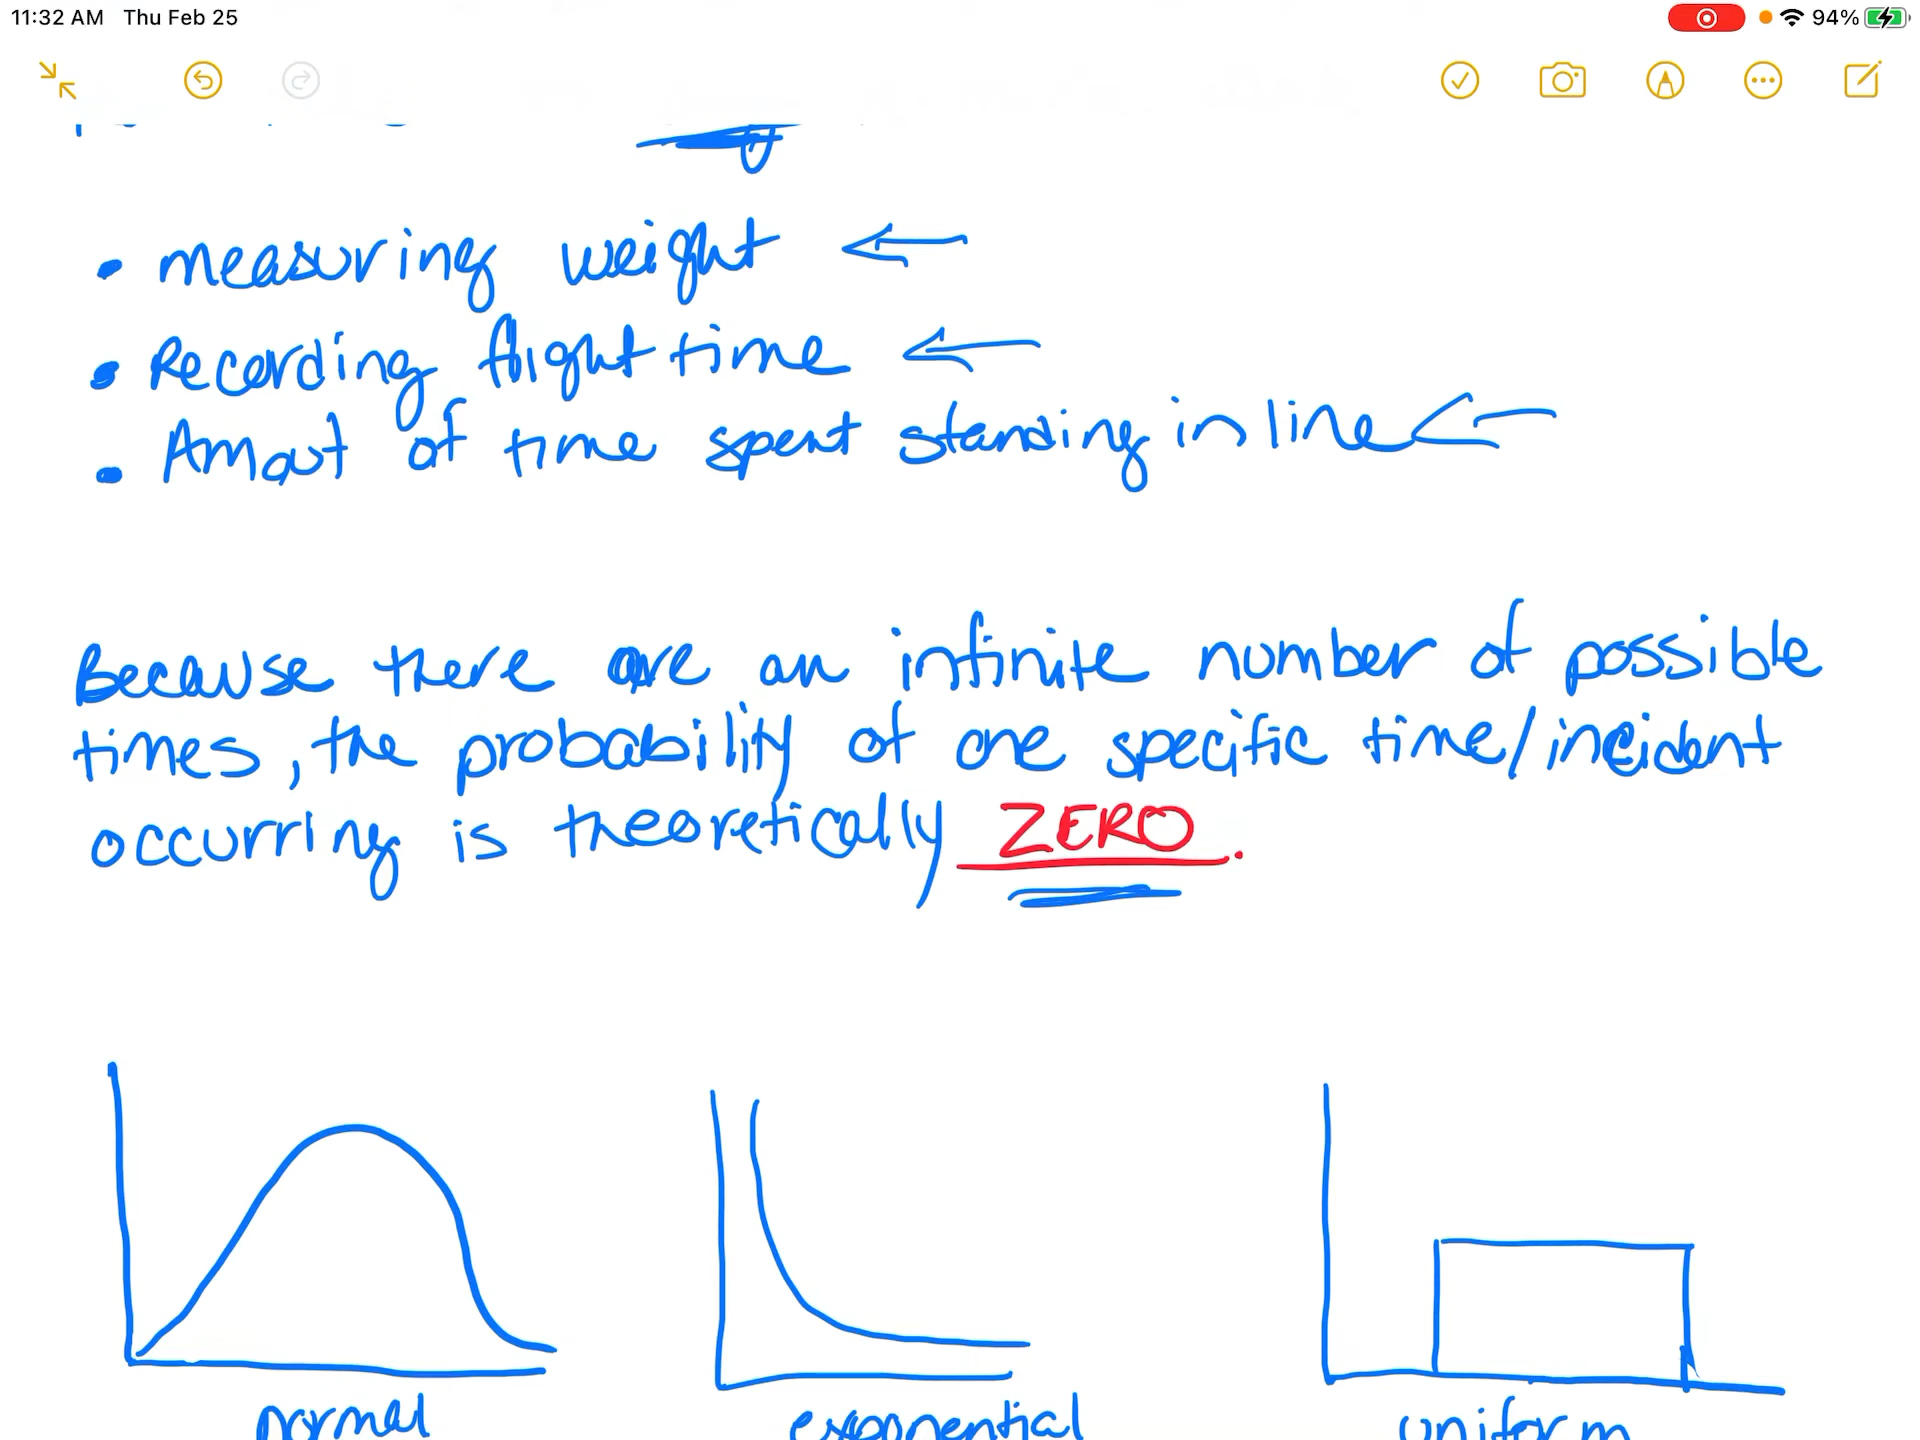 11:32 AM Thu Feb 25
94%
• measuring weight
• Recording flight time
• Amout of time spent standing in line
Because there are an infinite number of possible
times, the probability of one specific time/incident
occurring is theoretically ZERO.
normal exponential uniform